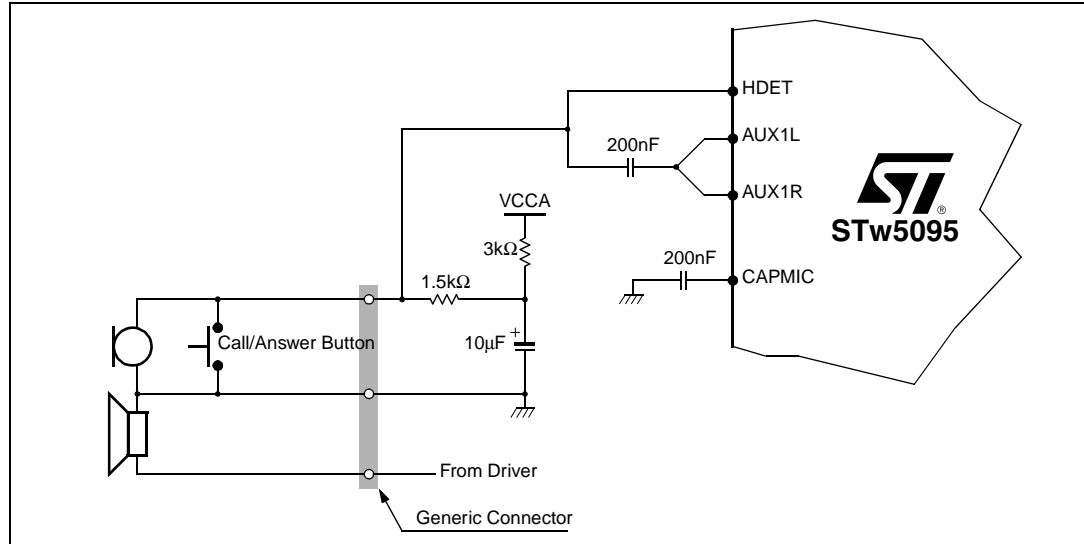 HDET
AUX1L
200nF
AUX1R
VCCA
ST®
STw5095
3kΩ
200nF
CAPMIC
1.5kΩ
Call/Answer Button
10μF
+
From Driver
Generic Connector